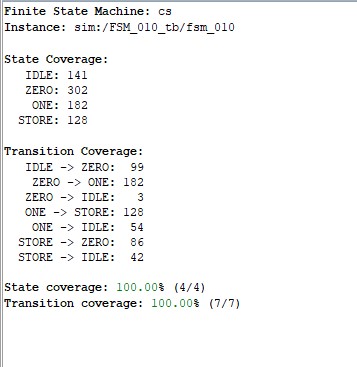 Finite State Machine: cs
Instance: sim:/FSM_010_tb/fsm_010
State Coverage:
IDLE: 141
ZERO: 302
ONE: 182
STORE: 128
Transition Coverage:
IDLE -> ZERO: 99
ZERO -> ONE: 182
ZERO -> IDLE: 3
ONE -> STORE: 128
ONE -> IDLE: 54
STORE -> ZERO: 86
STORE -> IDLE: 42
State coverage: 100.00% (4/4)
Transition coverage: 100.00% (7/7)